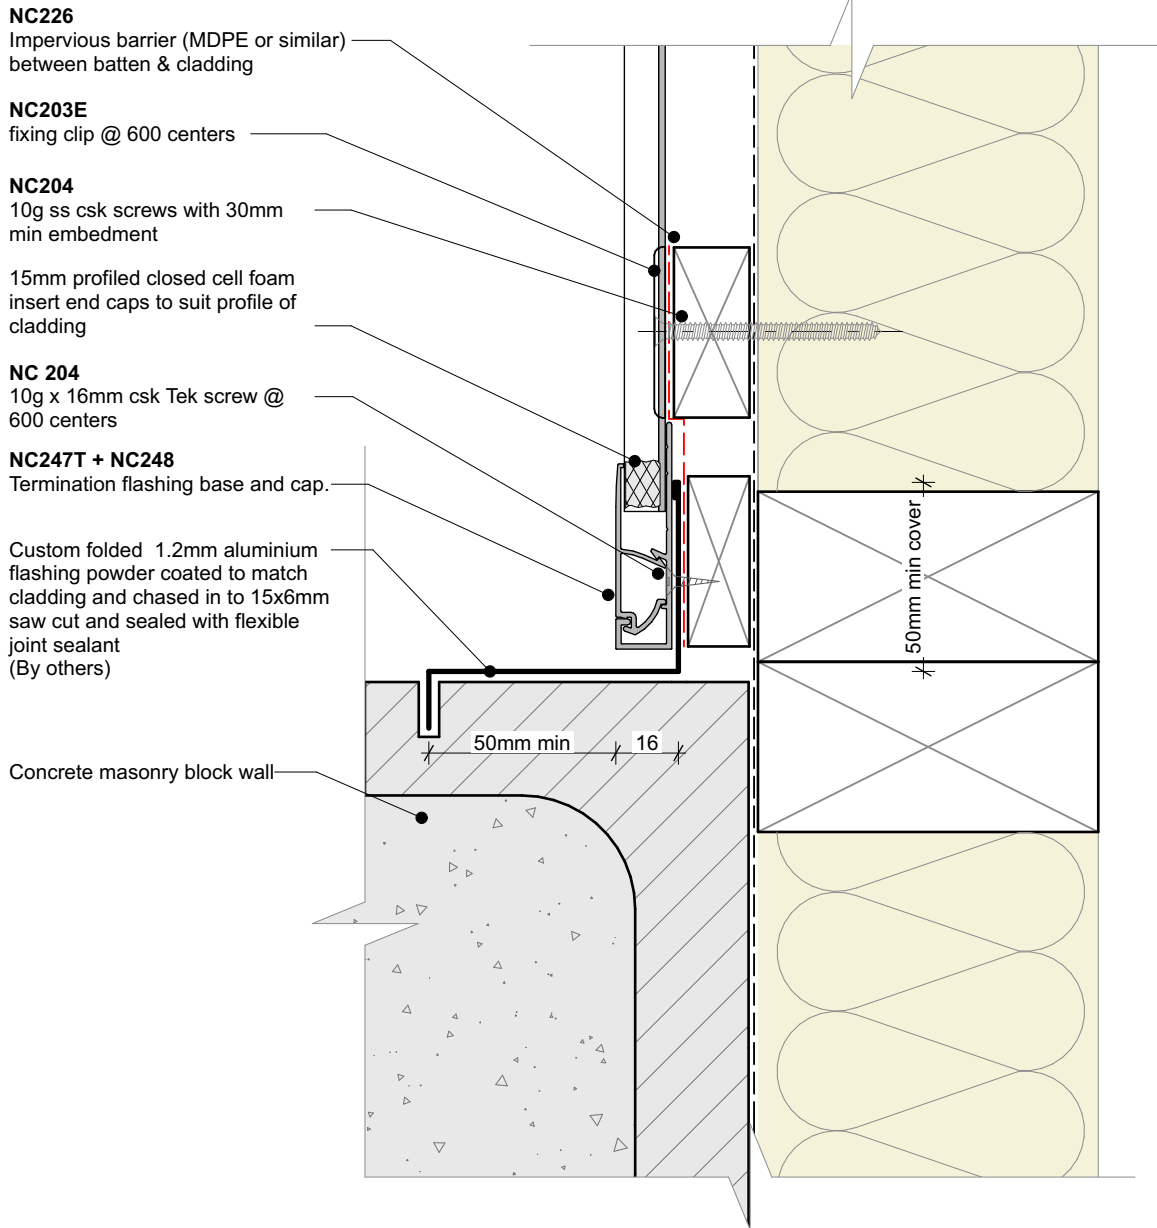 NC226
Impervious barrier (MDPE or similar)
between batten & cladding
NC203E
fixing clip @ 600 centers
NC204
10g ss csk screws with 30mm
min embedment
15mm profiled closed cell foam
insert end caps to suit profile of
cladding
NC 204
10g x 16mm csk Tek screw @
600 centers
NC247T + NC248
Termination flashing base and cap.
Custom folded 1.2mm aluminium
flashing powder coated to match
cladding and chased in to 15x6mm
saw cut and sealed with flexible
joint sealant
(By others)
Concrete masonry block wall
50mm min
16
50mm min cover